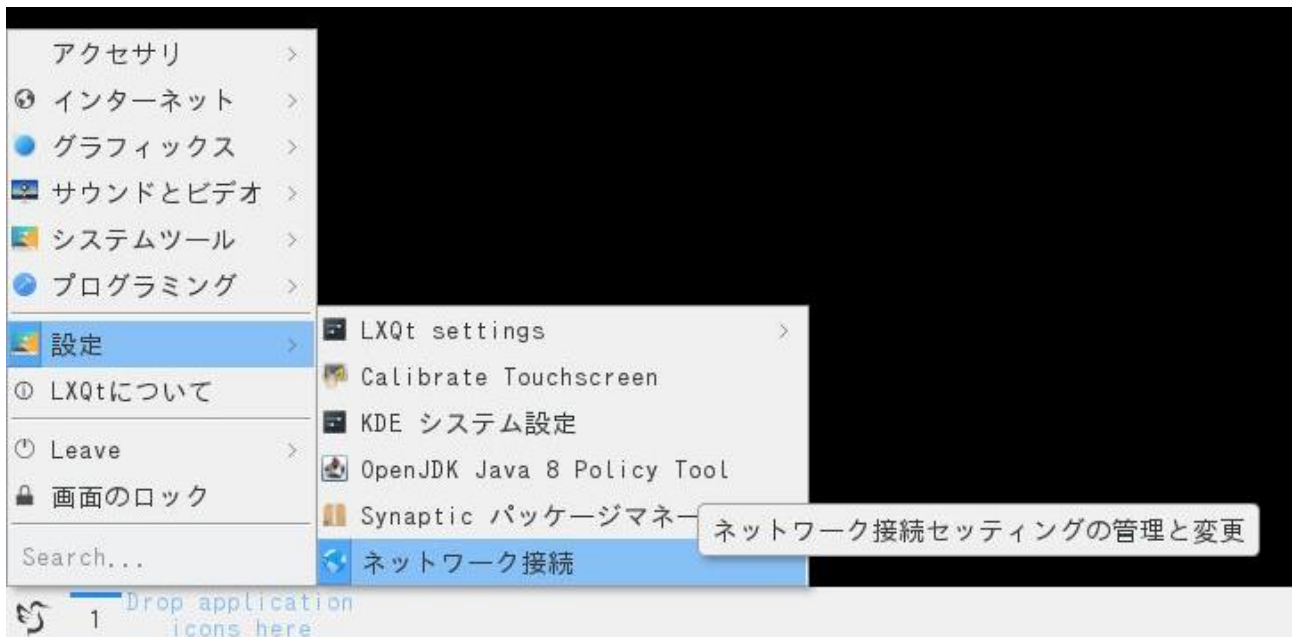 アクセサリ
インターネット
グラフィックス
サウンドとビデオ
システムツール
プログラミング
設定
LXQtについて
Leave
画面のロック
Search...
LXQt settings
Calibrate Touchscreen
KDE システム設定
OpenJDK Java 8 Policy Tool
Synaptic パッケージマネー
ネットワーク接続
ネットワーク接続セッティングの管理と変更
1
Drop application
icons here